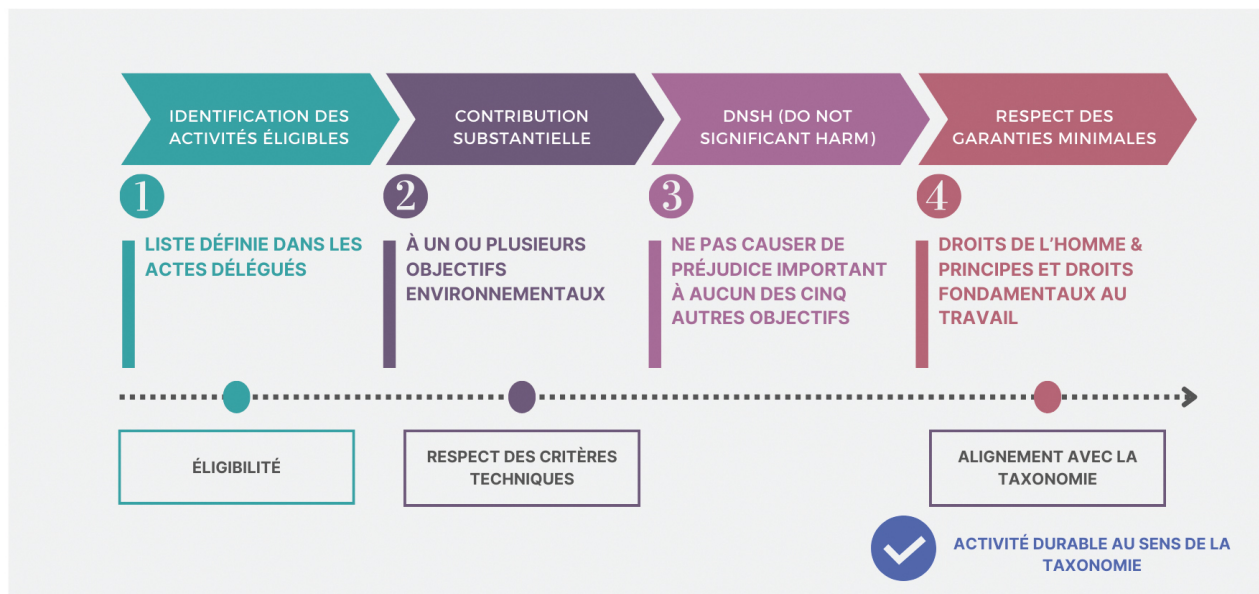 IDENTIFICATION DES
ACTIVITÉS ÉLIGIBLES
CONTRIBUTION
SUBSTANTIELLE
DNSH (DO NOT
SIGNIFICANT HARM)
RESPECT DES
GARANTIES MINIMALES
1
LISTE DÉFINIE DANS LES
ACTES DÉLÉGUÉS
2
À UN OU PLUSIEURS
OBJECTIFS
ENVIRONNEMENTAUX
3
NE PAS CAUSER DE
PRÉJUDICE IMPORTANT
À AUCUN DES CINQ
AUTRES OBJECTIFS
4
DROITS DE L’HOMME &
PRINCIPES ET DROITS
FONDAMENTAUX AU
TRAVAIL
ÉLIGIBILITÉ
RESPECT DES CRITÈRES
TECHNIQUES
ALIGNEMENT AVEC LA
TAXONOMIE
ACTIVITÉ DURABLE AU SENS DE LA
TAXONOMIE